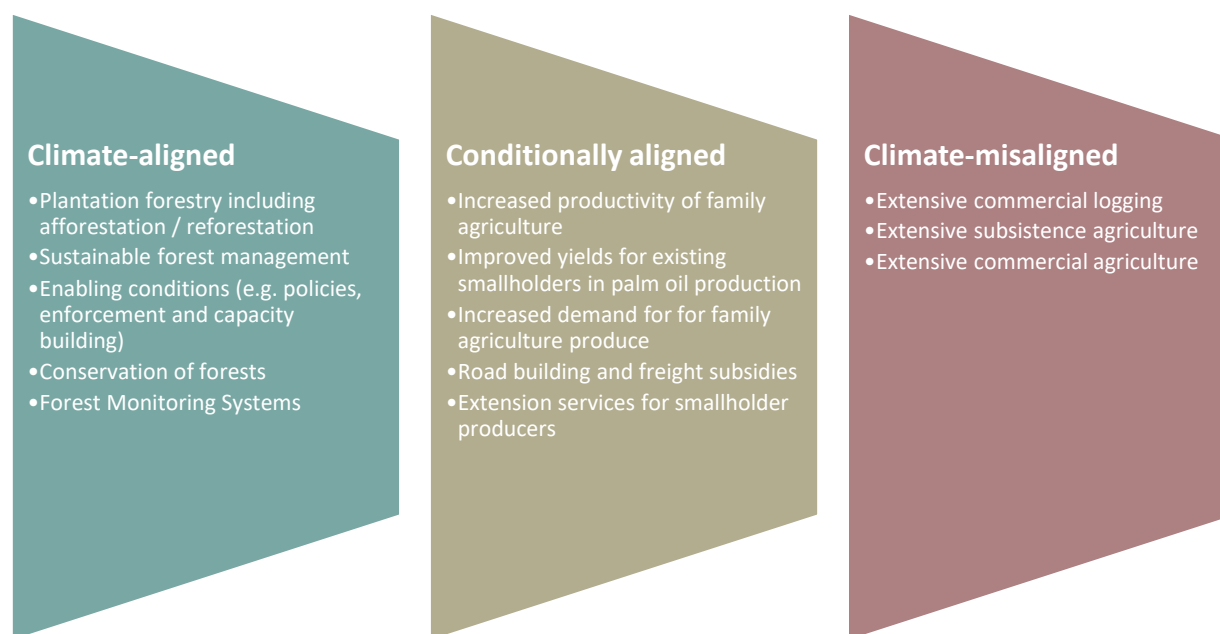 Climate-aligned
•Plantation forestry including
afforestation / reforestation
•Sustainable forest management
•Enabling conditions (e.g. policies,
enforcement and capacity
building)
•Conservation of forests
•Forest Monitoring Systems
Conditionally aligned
•Increased productivity of family
agriculture
•Improved yields for existing
smallholders in palm oil production
•Increased demand for for family
agriculture produce
•Road building and freight subsidies
•Extension services for smallholder
producers
Climate-misaligned
•Extensive commercial logging
•Extensive subsistence agriculture
•Extensive commercial agriculture